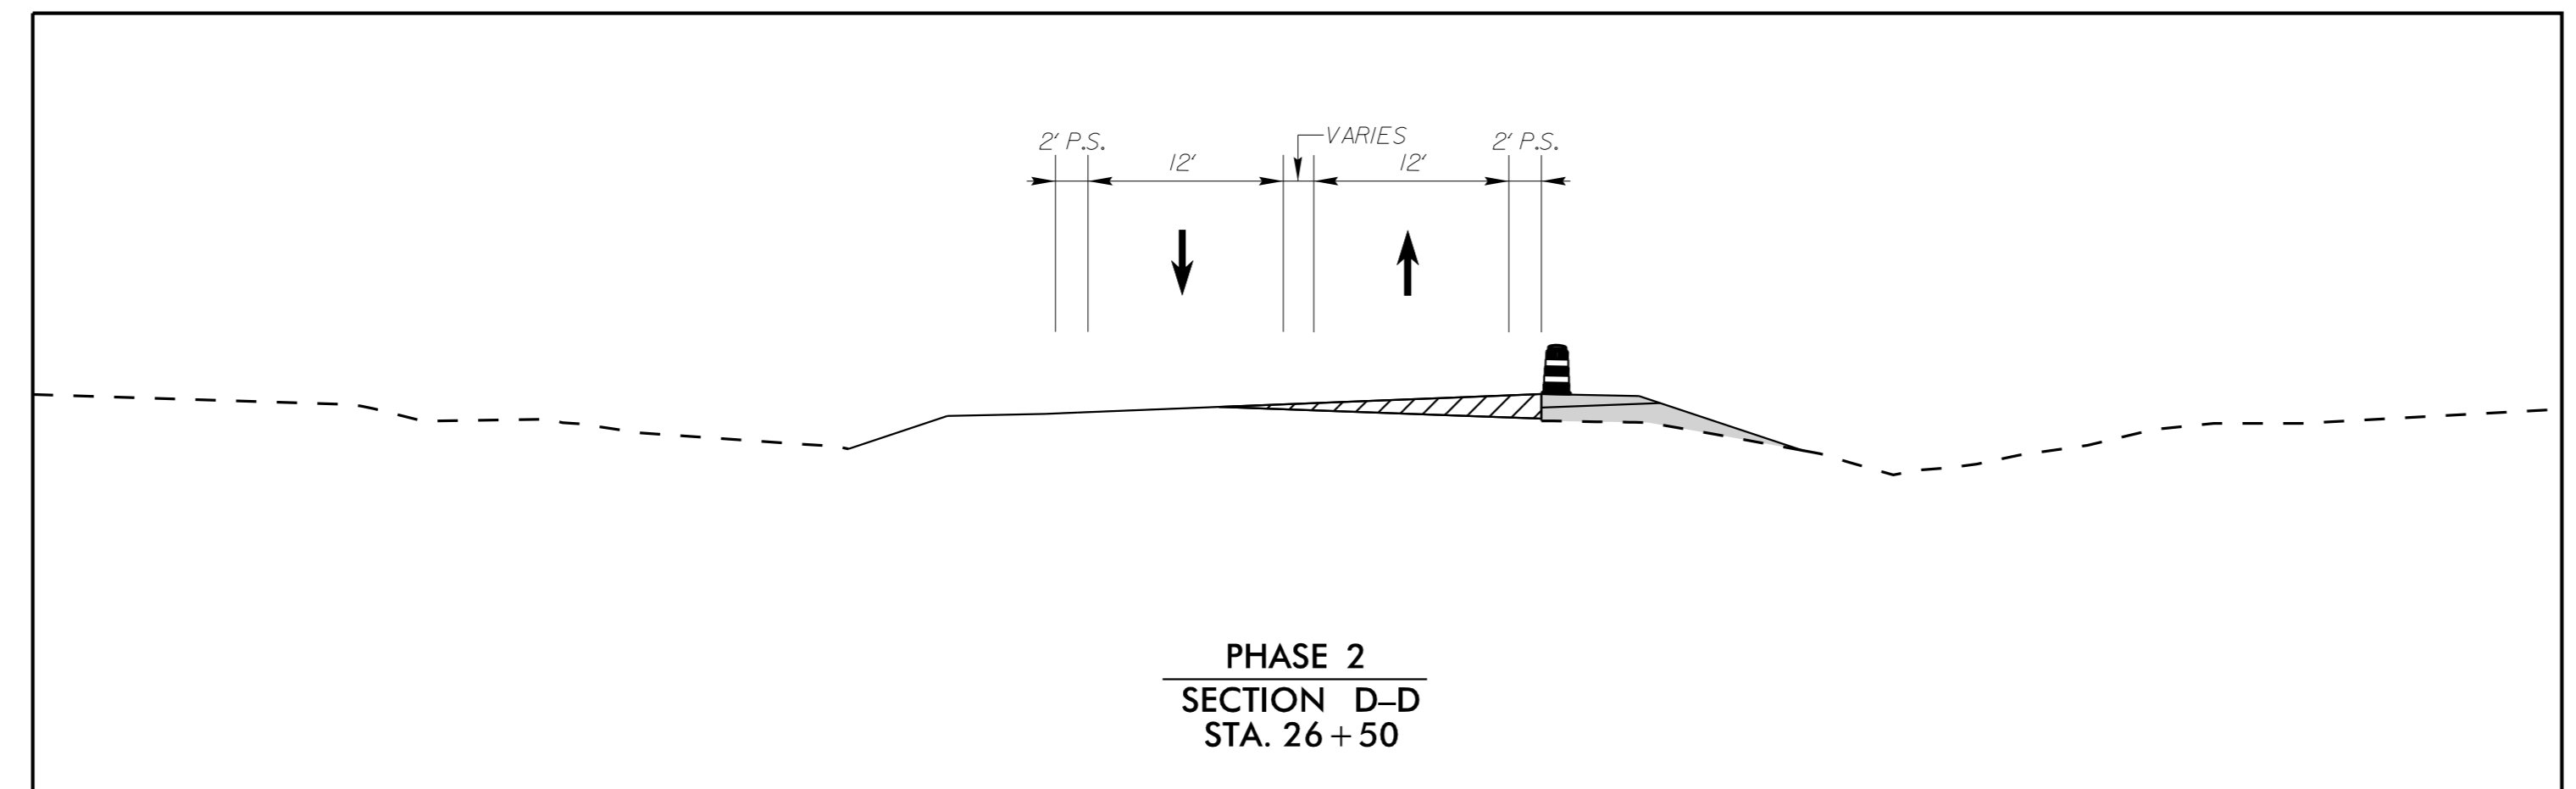 2' P.S. VARIES 2' P.S.
12' 12'
PHASE 2
SECTION D–D
STA. 26+50